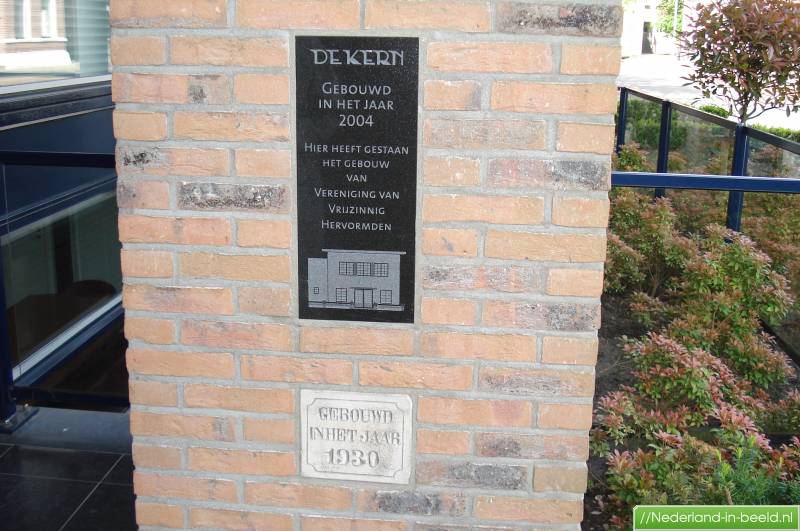 DE KERN
GEBOUWD
IN HET JAAR
2004
HIER HEEFT GESTAAN
HET GEBOUW
VAN
VERENIGING VAN
VRIJZINNIG
HERVORMDEN
GEBOUWD
IN HET JAAR
1930
//Nederland-in-beeld.nl